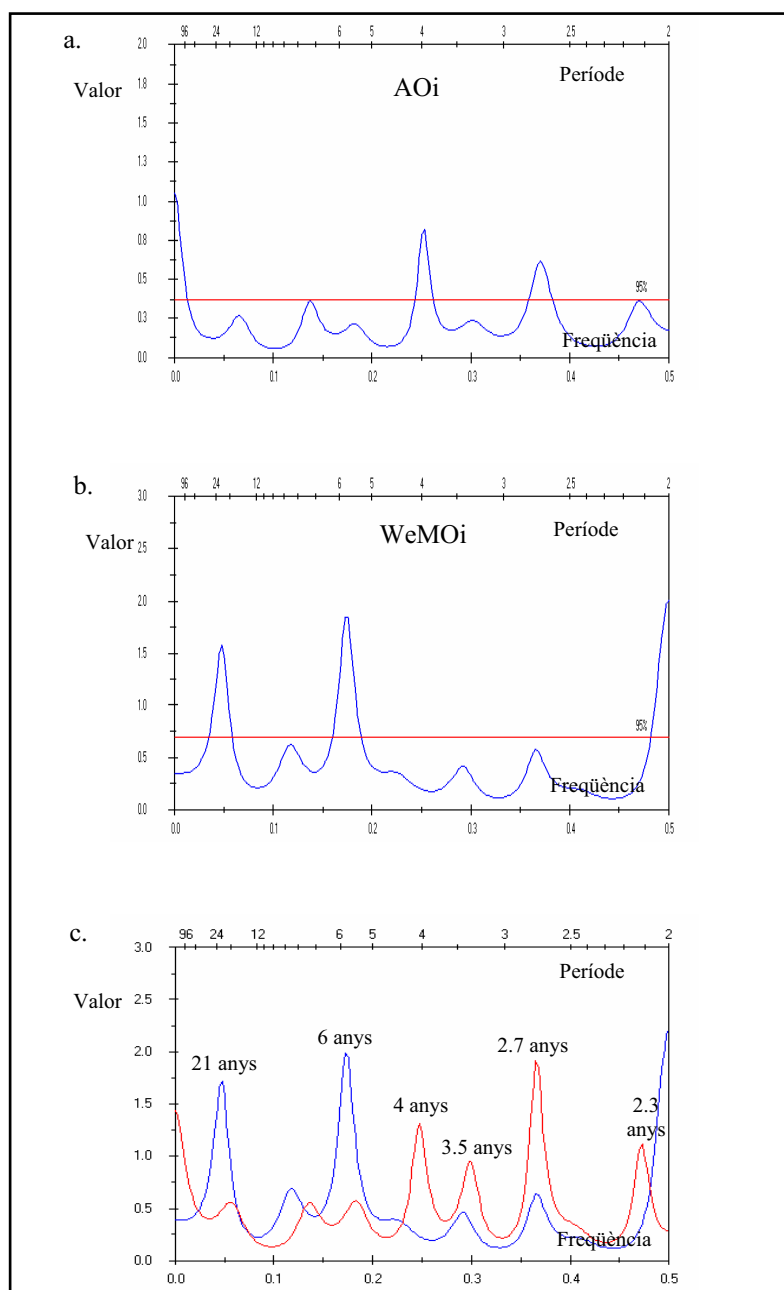 a.
96 24 12 6 5 4 3 2.5 2
2.0
Període
Valor
AOi
1.8
1.5
1.3
1.0
0.8
0.5
95%
0.3
Freqüència
0.0
0.0 0.1 0.2 0.3 0.4 0.5
b.
96 24 12 6 5 4 3 2.5 2
3.0
Període
Valor
WeMOi
2.5
2.0
1.5
1.0
95%
0.5
Freqüència
0.0
0.0 0.1 0.2 0.3 0.4 0.5
c.
96 24 12 6 5 4 3 2.5 2
3.0
Període
Valor
2.5
2.0
6 anys
2.7 anys
21 anys
1.5
4 anys
2.3
anys
3.5 anys
1.0
0.5
Freqüència
0.0
0.0 0.1 0.2 0.3 0.4 0.5